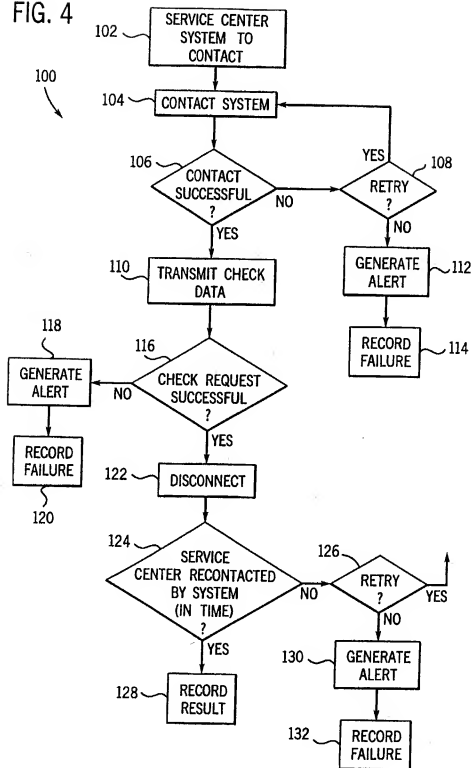 FIG. 4
102
SERVICE CENTER
SYSTEM TO
CONTACT
100
104
CONTACT SYSTEM
106
CONTACT
SUCCESSFUL
?
NO
YES
108
YES
RETRY
?
NO
110
TRANSMIT CHECK
DATA
GENERATE
ALERT
112
RECORD
FAILURE
114
116
CHECK REQUEST
SUCCESSFUL
?
NO
YES
118
GENERATE
ALERT
RECORD
FAILURE
120
122
DISCONNECT
124
SERVICE
CENTER RECONTACTED
BY SYSTEM
(IN TIME)
?
NO
YES
126
RETRY
?
YES
NO
128
RECORD
RESULT
130
GENERATE
ALERT
132
RECORD
FAILURE